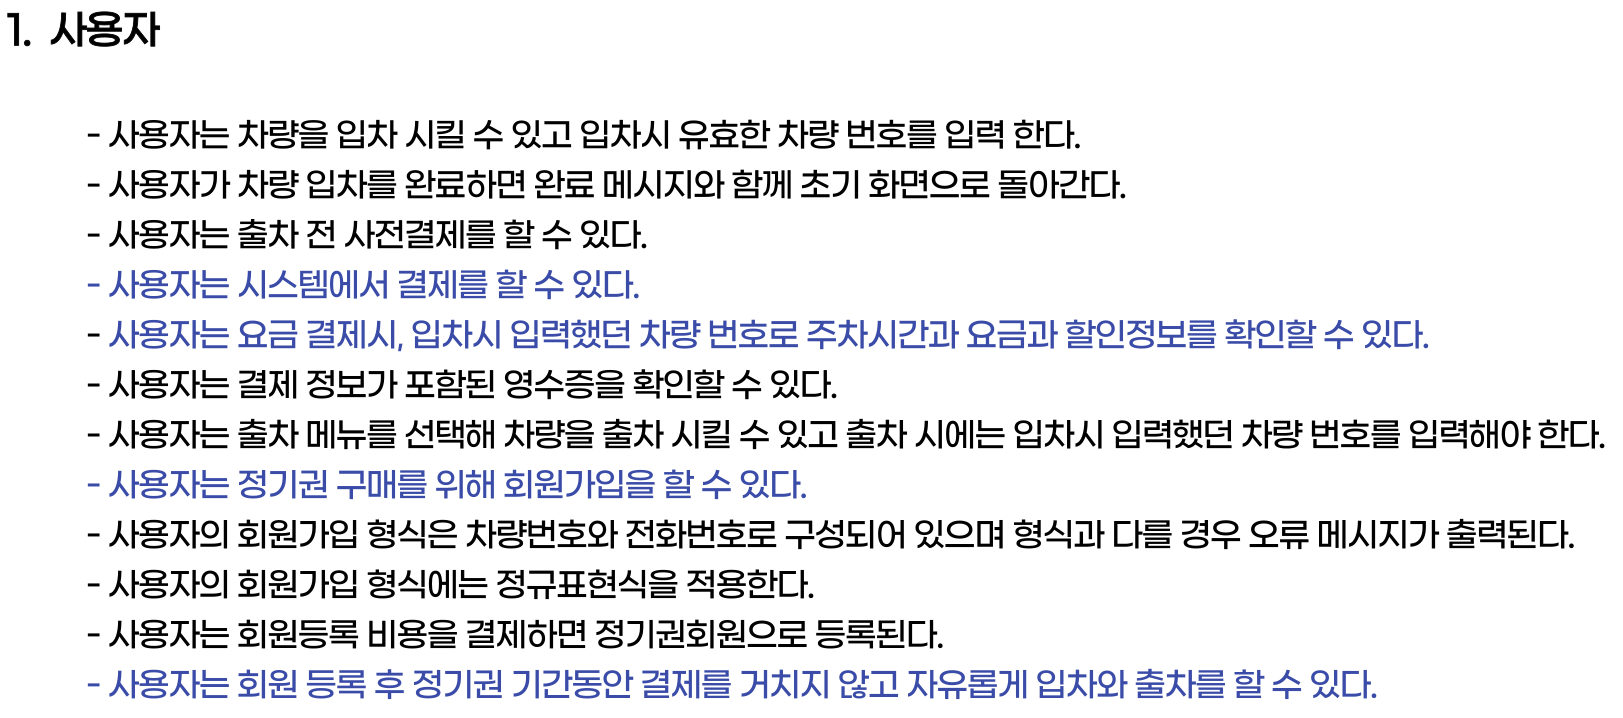 1. 사용자
- 사용자는 차량을 입차 시킬 수 있고 입차시 유효한 차량 번호를 입력 한다.
- 사용자가 차량 입차를 완료하면 완료 메시지와 함께 초기 화면으로 돌아간다.
- 사용자는 출차 전 사전결제를 할 수 있다.
- 사용자는 시스템에서 결제를 할 수 있다.
- 사용자는 요금 결제시, 입차시 입력했던 차량 번호로 주차시간과 요금과 할인정보를 확인할 수 있다.
- 사용자는 결제 정보가 포함된 영수증을 확인할 수 있다.
- 사용자는 출차 메뉴를 선택해 차량을 출차 시킬 수 있고 출차 시에는 입차시 입력했던 차량 번호를 입력해야 한다.
- 사용자는 정기권 구매를 위해 회원가입을 할 수 있다.
- 사용자의 회원가입 형식은 차량번호와 전화번호로 구성되어 있으며 형식과 다를 경우 오류 메시지가 출력된다.
- 사용자의 회원가입 형식에는 정규표현식을 적용한다.
- 사용자는 회원등록 비용을 결제하면 정기권회원으로 등록된다.
- 사용자는 회원 등록 후 정기권 기간동안 결제를 거치지 않고 자유롭게 입차와 출차를 할 수 있다.